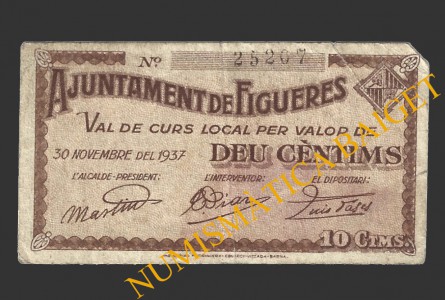 Nº 25207
AJUNTAMENT DE FIGUERES
VAL DE CURS LOCAL PER VALOR DE
30 NOVEMBRE DEL 1937 DEU CÈNTIMS
L'ALCALDE-PRESIDENT: L'INTERVENTOR: EL DIPOSITARI:
10 CTMS.
NUMISMATICA BAIGET